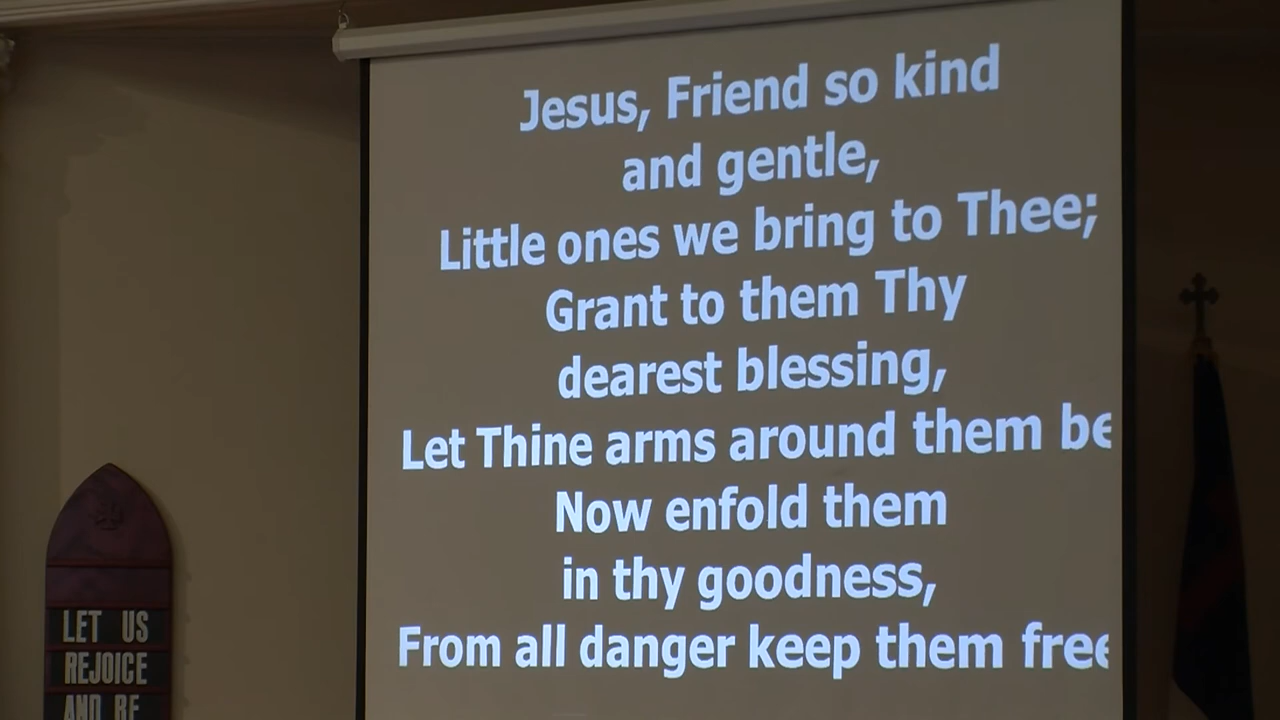 Jesus, Friend so kind
and gentle,
Little ones we bring to Thee;
Grant to them Thy
dearest blessing,
Let Thine arms around them be
Now enfold them
in thy goodness,
From all danger keep them free
LET US
REJOICE
AND BE